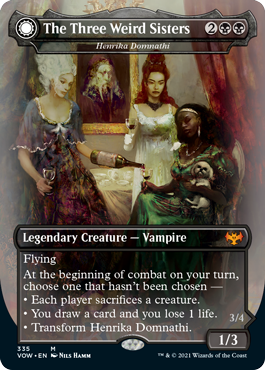 The Three Weird Sisters 2
Henrika Domnathi
Legendary Creature — Vampire
Flying
At the beginning of combat on your turn,
choose one that hasn't been chosen —
• Each player sacrifices a creature.
• You draw a card and you lose 1 life.
• Transform Henrika Domnathi.
3/4
1/3
335 M
VOW • EN NILS HAMM
™ & © 2021 Wizards of the Coast